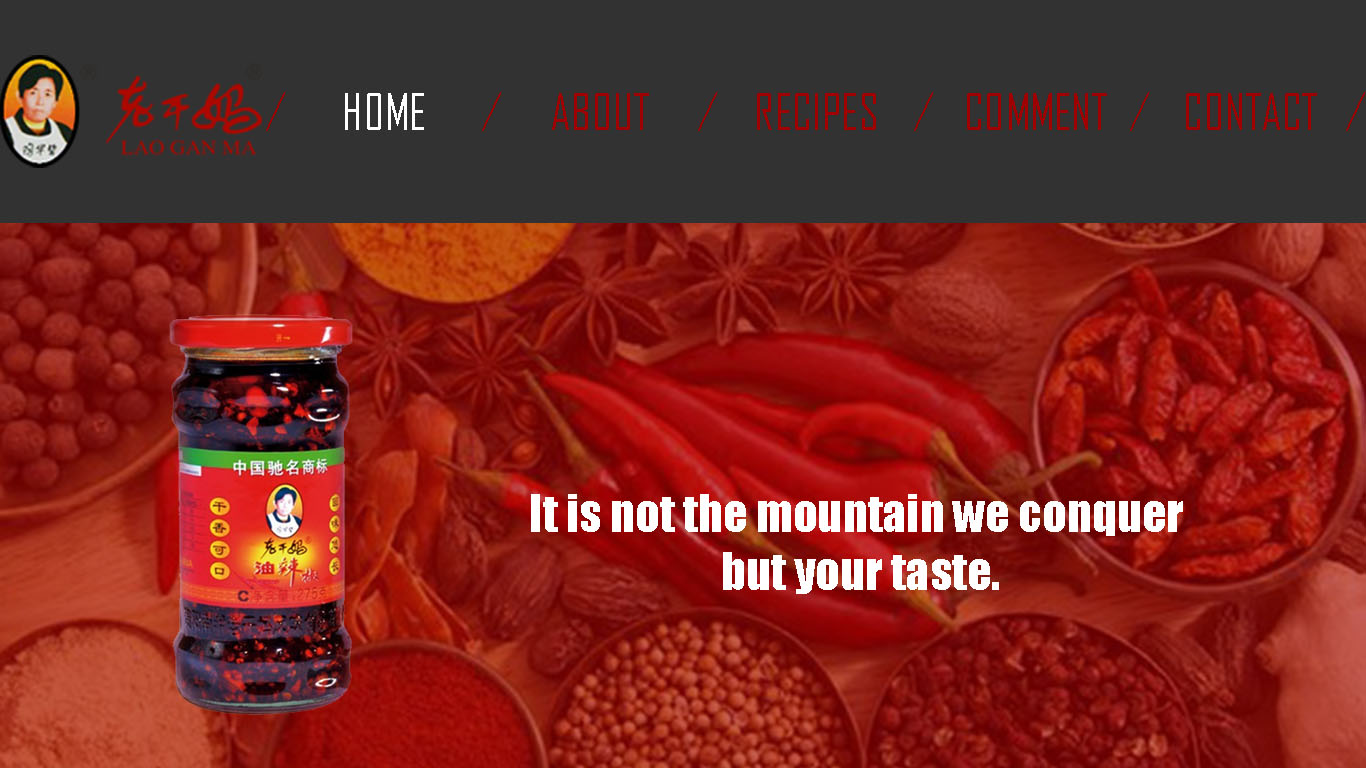 老干妈
LAO GAN MA
HOME
ABOUT
RECIPES
COMMENT
CONTACT
中国驰名商标
干香可口
老干妈
油辣椒
It is not the mountain we conquer
but your taste.